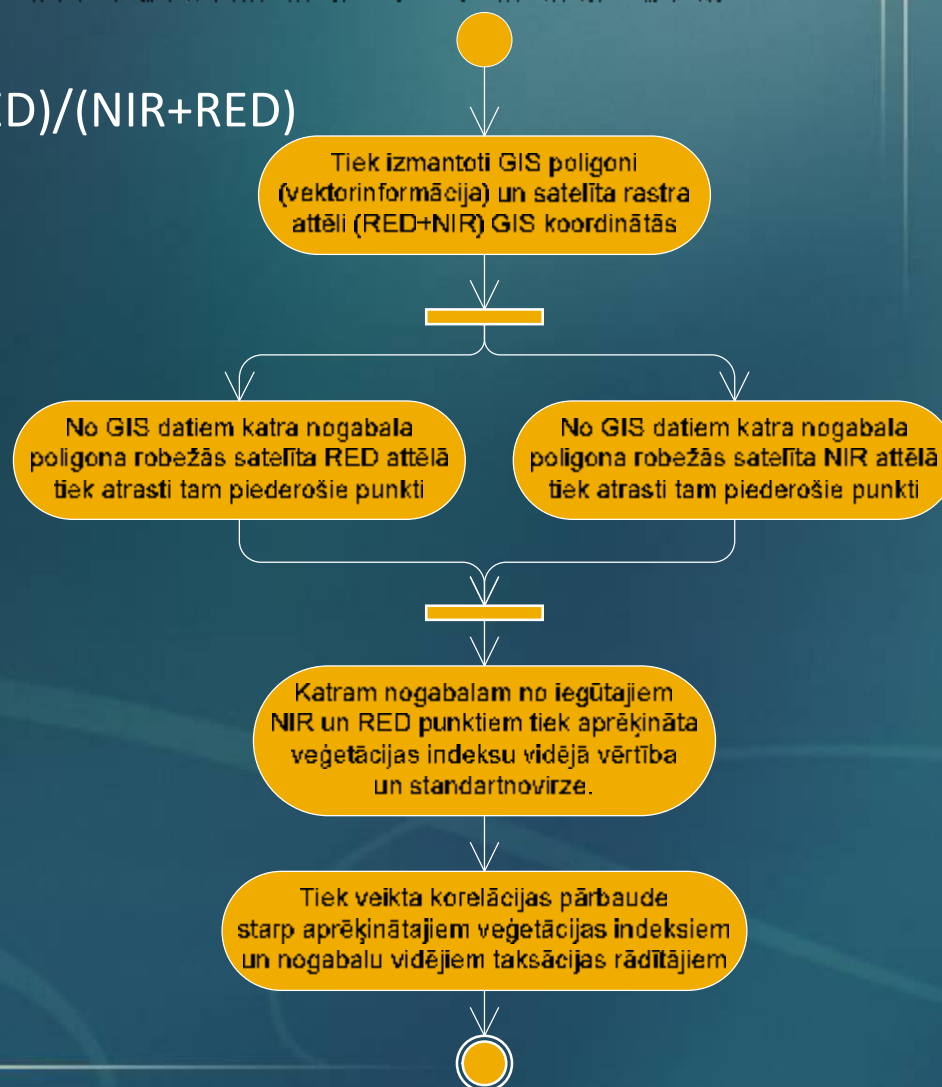 ED)/(NIR+RED)
Tiek izmantoti GIS poligoni
(vektorinformācija) un satelīta rastra
attēli (RED+NIR) GIS koordinātās
No GIS datiem katra nogabala
poligona robežās satelīta RED attēlā
tiek atrasti tam piederošie punkti
No GIS datiem katra nogabala
poligona robežās satelīta NIR attēlā
tiek atrasti tam piederošie punkti
Katram nogabalam no iegūtajiem
NIR un RED punktiem tiek aprēķināta
veģetācijas indeksu vidējā vērtība
un standartnovirze.
Tiek veikta korelācijas pārbaude
starp aprēķinātajiem veģetācijas indeksiem
un nogabalu vidējiem taksācijas rādītājiem